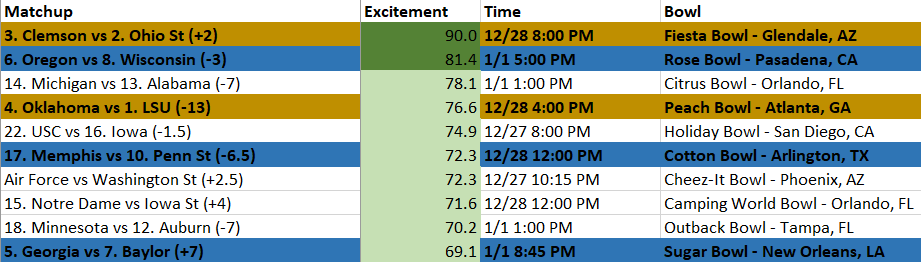 Matchup Excitement Time Bowl
3. Clemson vs 2. Ohio St (+2) 90.0 12/28 8:00 PM Fiesta Bowl - Glendale, AZ
6. Oregon vs 8. Wisconsin (-3) 81.4 1/1 5:00 PM Rose Bowl - Pasadena, CA
14. Michigan vs 13. Alabama (-7) 78.1 1/1 1:00 PM Citrus Bowl - Orlando, FL
4. Oklahoma vs 1. LSU (-13) 76.6 12/28 4:00 PM Peach Bowl - Atlanta, GA
22. USC vs 16. Iowa (-1.5) 74.9 12/27 8:00 PM Holiday Bowl - San Diego, CA
17. Memphis vs 10. Penn St (-6.5) 72.3 12/28 12:00 PM Cotton Bowl - Arlington, TX
Air Force vs Washington St (+2.5) 72.3 12/27 10:15 PM Cheez-It Bowl - Phoenix, AZ
15. Notre Dame vs Iowa St (+4) 71.6 12/28 12:00 PM Camping World Bowl - Orlando, FL
18. Minnesota vs 12. Auburn (-7) 70.2 1/1 1:00 PM Outback Bowl - Tampa, FL
5. Georgia vs 7. Baylor (+7) 69.1 1/1 8:45 PM Sugar Bowl - New Orleans, LA